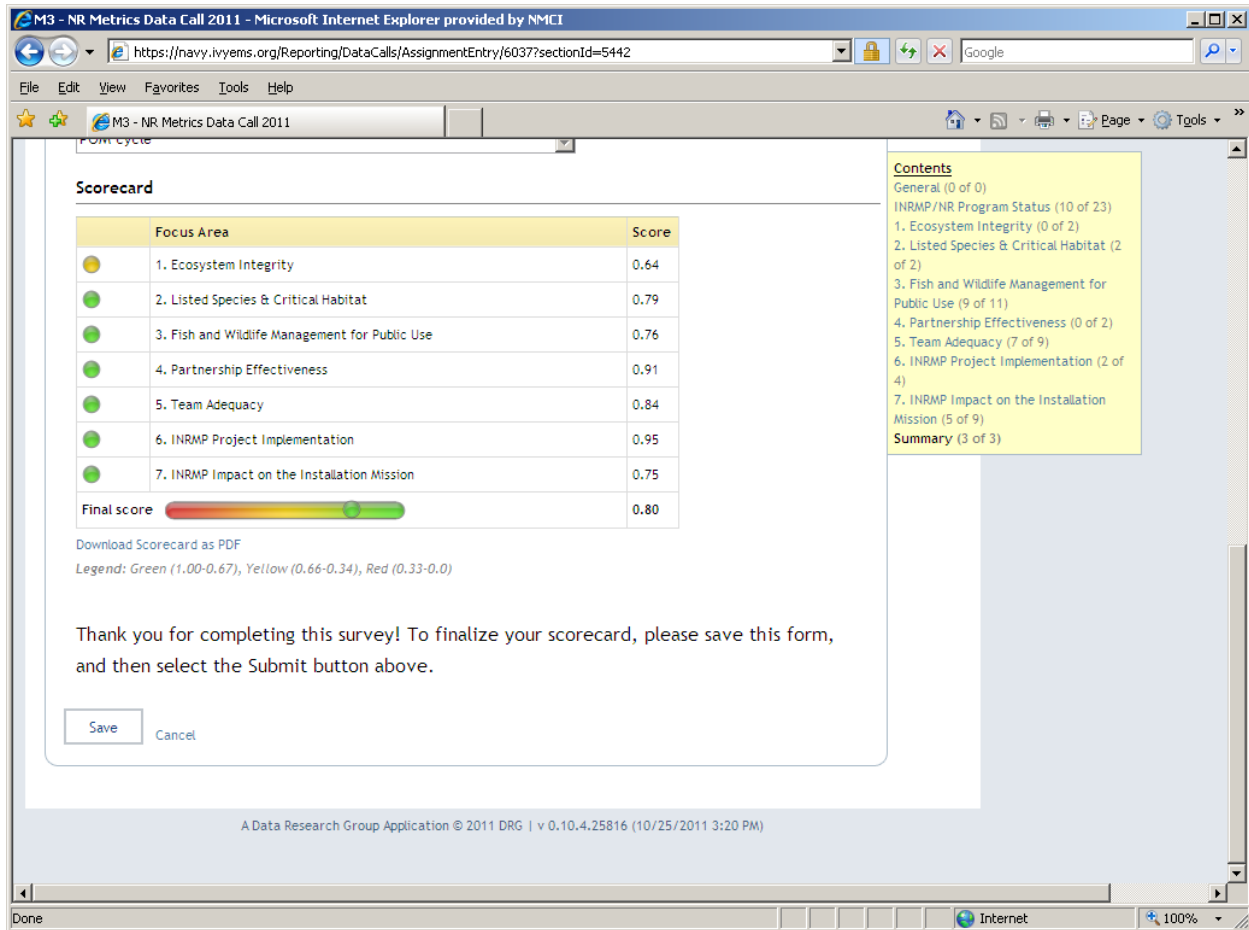 M3 - NR Metrics Data Call 2011 - Microsoft Internet Explorer provided by NMCI
https://navy.ivyems.org/Reporting/DataCalls/AssignmentEntry/6037?sectionId=5442
Google
File Edit View Favorites Tools Help
M3 - NR Metrics Data Call 2011
Page Tools
POM cycle
Scorecard
Focus Area Score
1. Ecosystem Integrity 0.64
2. Listed Species & Critical Habitat 0.79
3. Fish and Wildlife Management for Public Use 0.76
4. Partnership Effectiveness 0.91
5. Team Adequacy 0.84
6. INRMP Project Implementation 0.95
7. INRMP Impact on the Installation Mission 0.75
Final score 0.80
Download Scorecard as PDF
Legend: Green (1.00-0.67), Yellow (0.66-0.34), Red (0.33-0.0)
Thank you for completing this survey! To finalize your scorecard, please save this form,
and then select the Submit button above.
Save Cancel
Contents
General (0 of 0)
INRMP/NR Program Status (10 of 23)
1. Ecosystem Integrity (0 of 2)
2. Listed Species & Critical Habitat (2
of 2)
3. Fish and Wildlife Management for
Public Use (9 of 11)
4. Partnership Effectiveness (0 of 2)
5. Team Adequacy (7 of 9)
6. INRMP Project Implementation (2 of
4)
7. INRMP Impact on the Installation
Mission (5 of 9)
Summary (3 of 3)
A Data Research Group Application © 2011 DRG | v 0.10.4.25816 (10/25/2011 3:20 PM)
Done Internet 100%